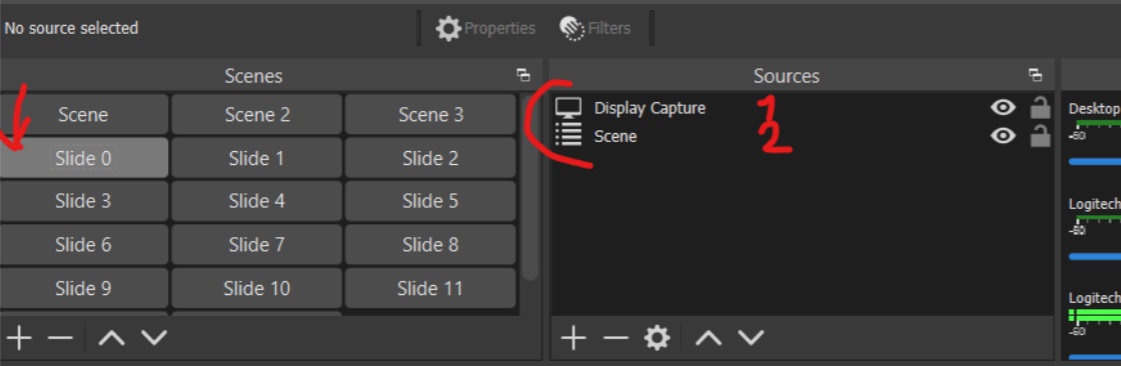 No source selected
Properties
Filters
Scenes
Scene
Scene 2
Scene 3
Slide 0
Slide 1
Slide 2
Slide 3
Slide 4
Slide 5
Slide 6
Slide 7
Slide 8
Slide 9
Slide 10
Slide 11
Sources
Display Capture 1
Scene 2
Desktop
-60
Logitech
-60
Logitech
-60